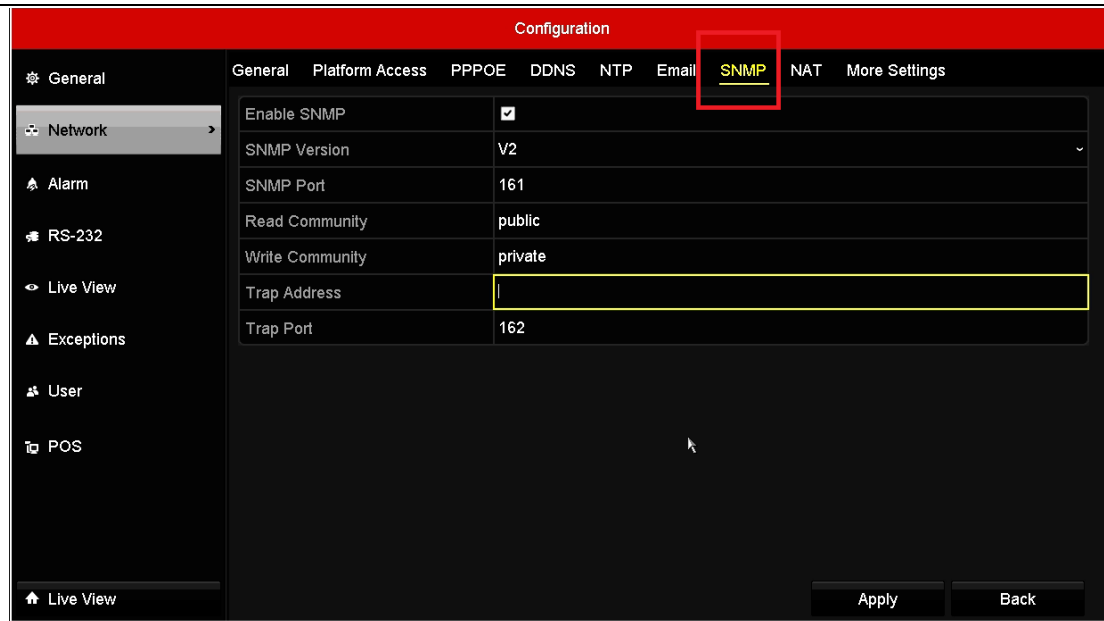 Configuration
General
Network
Alarm
RS-232
Live View
Exceptions
User
POS
Live View
General Platform Access PPPOE DDNS NTP Email SNMP NAT More Settings
Enable SNMP
SNMP Version V2
SNMP Port 161
Read Community public
Write Community private
Trap Address
Trap Port 162
Apply Back